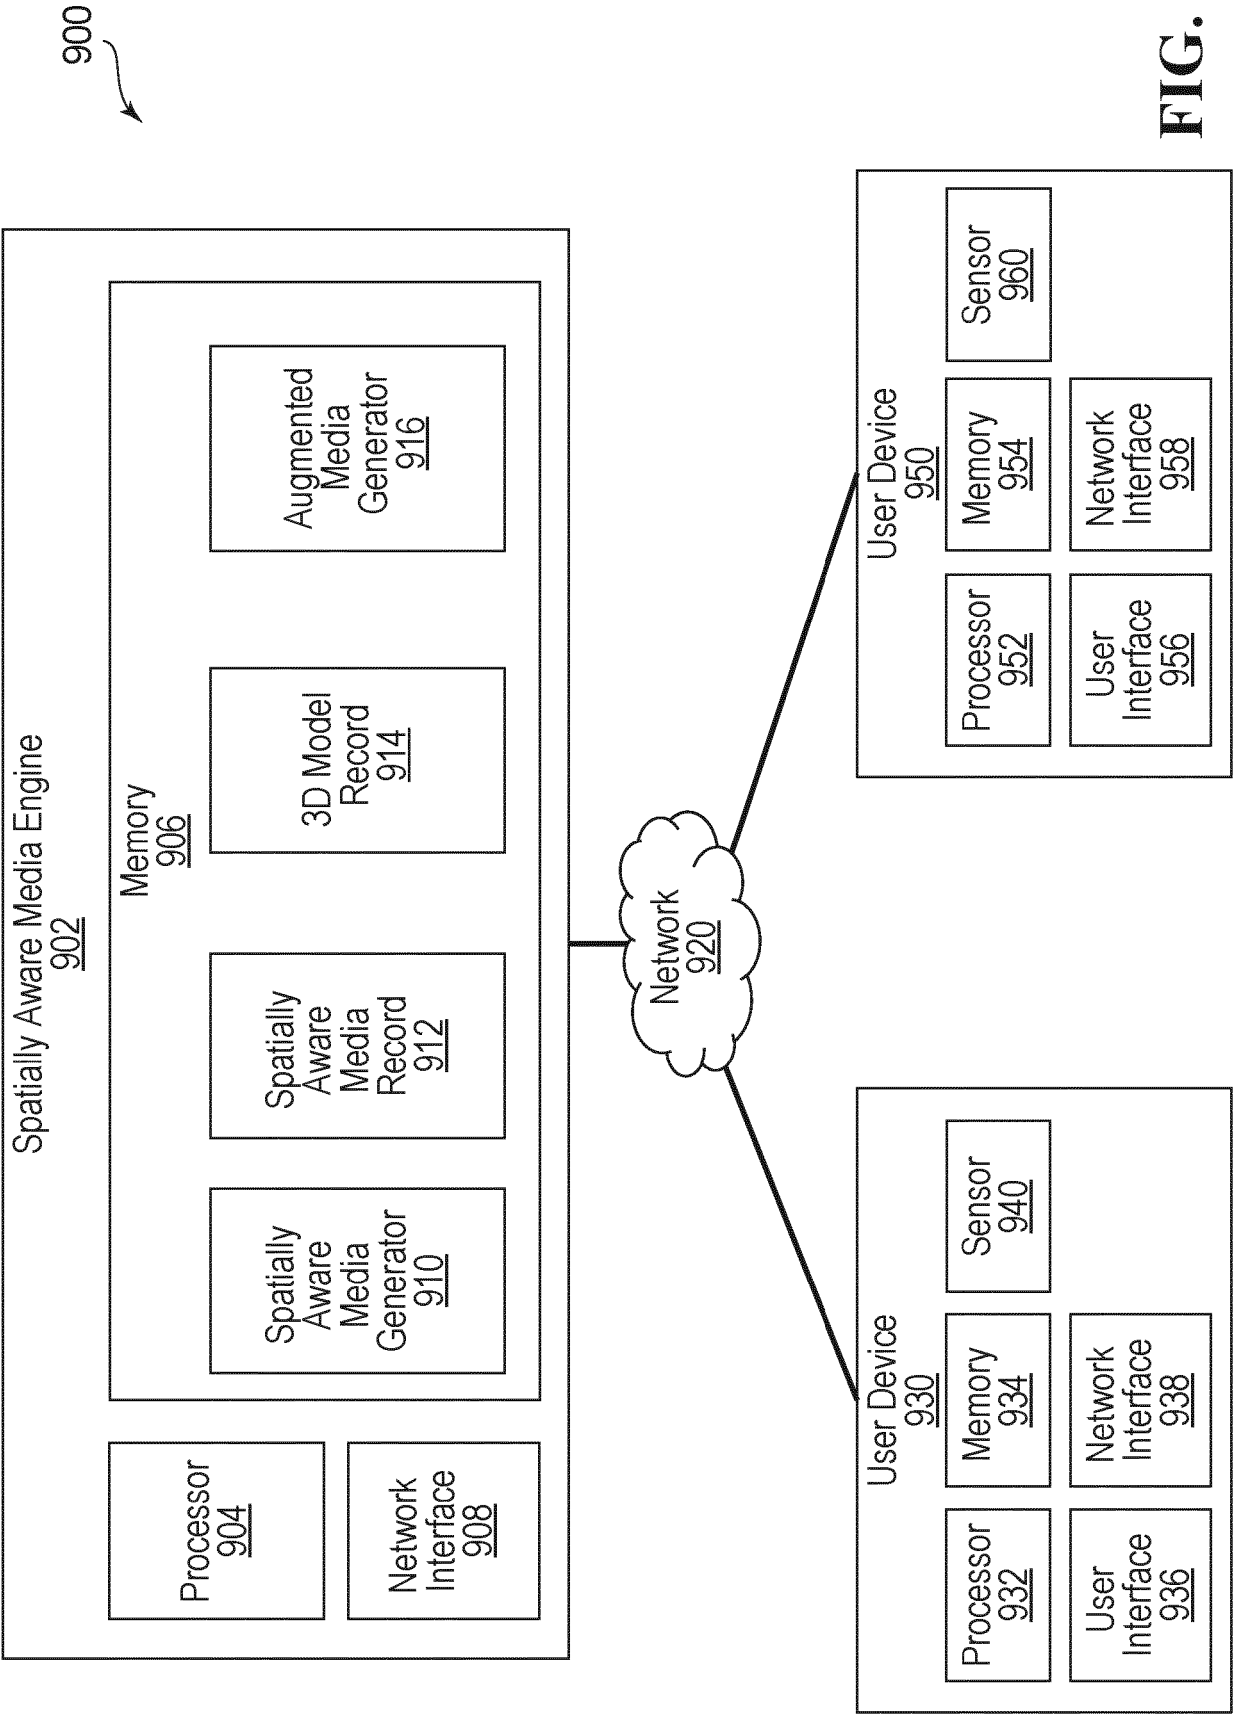 900
Spatially Aware Media Engine
902
Processor
904
Network
Interface
908
Memory
906
Spatially
Aware
Media
Generator
910
Spatially
Aware
Media
Record
912
3D Model
Record
914
Augmented
Media
Generator
916
Network
920
User Device
930
Processor
932
Memory
934
Sensor
940
User
Interface
936
Network
Interface
938
User Device
950
Processor
952
Memory
954
Sensor
960
User
Interface
956
Network
Interface
958
FIG.